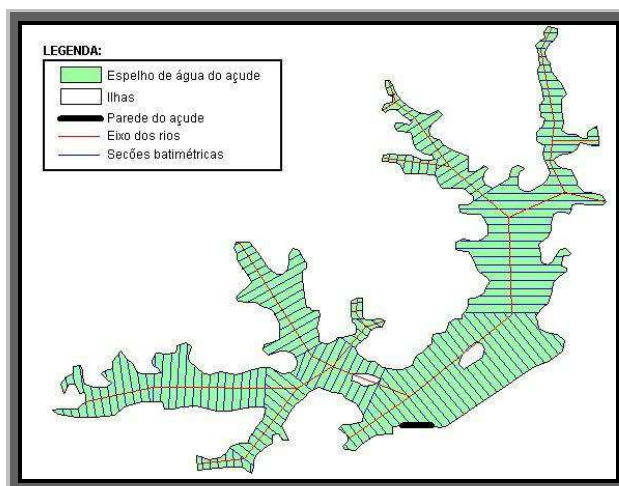 LEGENDA:
Espelho de água do açude
Ilhas
Parede do açude
Eixo dos rios
Secões batimétricas